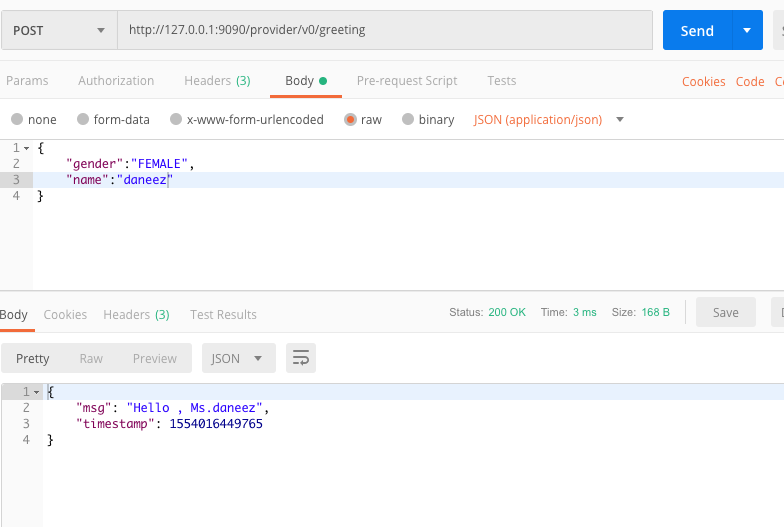 POST http://127.0.0.1:9090/provider/v0/greeting Send
Params Authorization Headers (3) Body Pre-request Script Tests Cookies Code
none form-data x-www-form-urlencoded raw binary JSON (application/json)
1 {
2 "gender":"FEMALE",
3 "name":"daneez"
4 }
Body Cookies Headers (3) Test Results Status: 200 OK Time: 3 ms Size: 168 B Save
Pretty Raw Preview JSON
1 {
2 "msg": "Hello , Ms.daneez",
3 "timestamp": 1554016449765
4 }